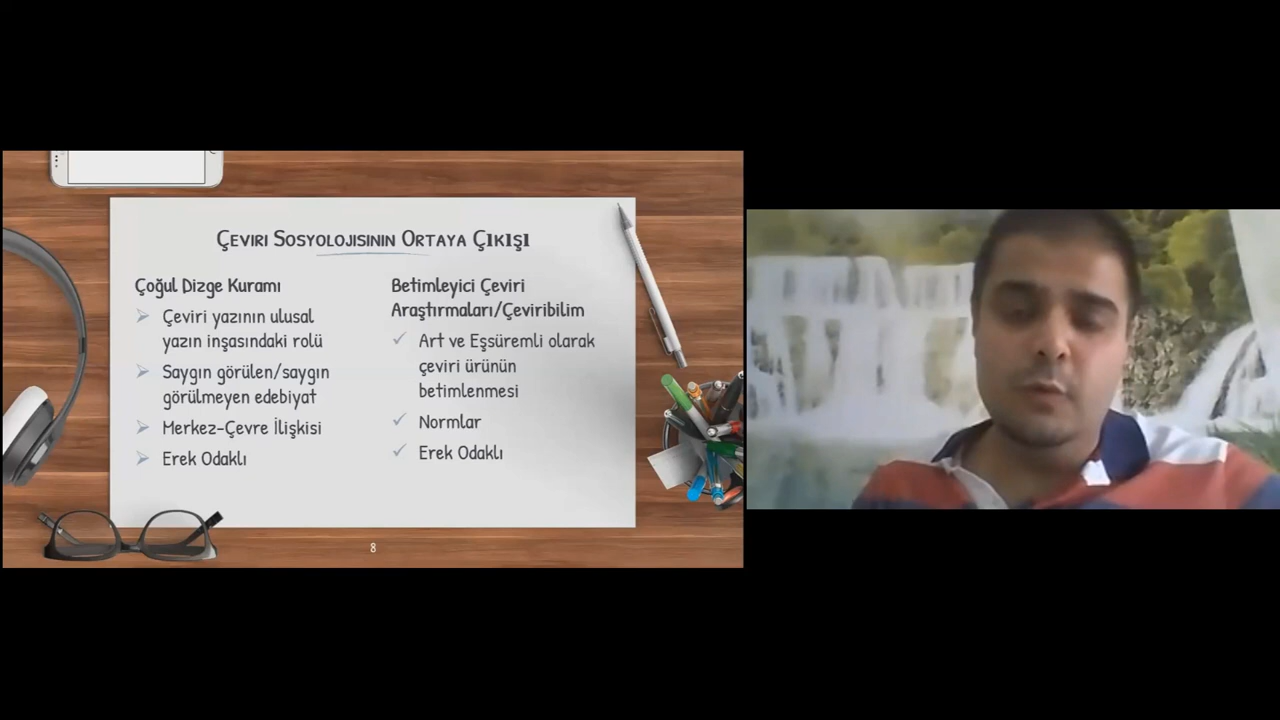 Çeviri Sosyolojisinin Ortaya Çıkışı
Çoğul Dizge Kuramı
Çeviri yazının ulusal
yazın inşasındaki rolü
Saygın görülen/saygın
görülmeyen edebiyat
Merkez-Çevre İlişkisi
Erek Odaklı
Betimleyici Çeviri
Araştırmaları/Çeviribilim
Art ve Eşsüremli olarak
çeviri ürünün
betimlenmesi
Normlar
Erek Odaklı
8